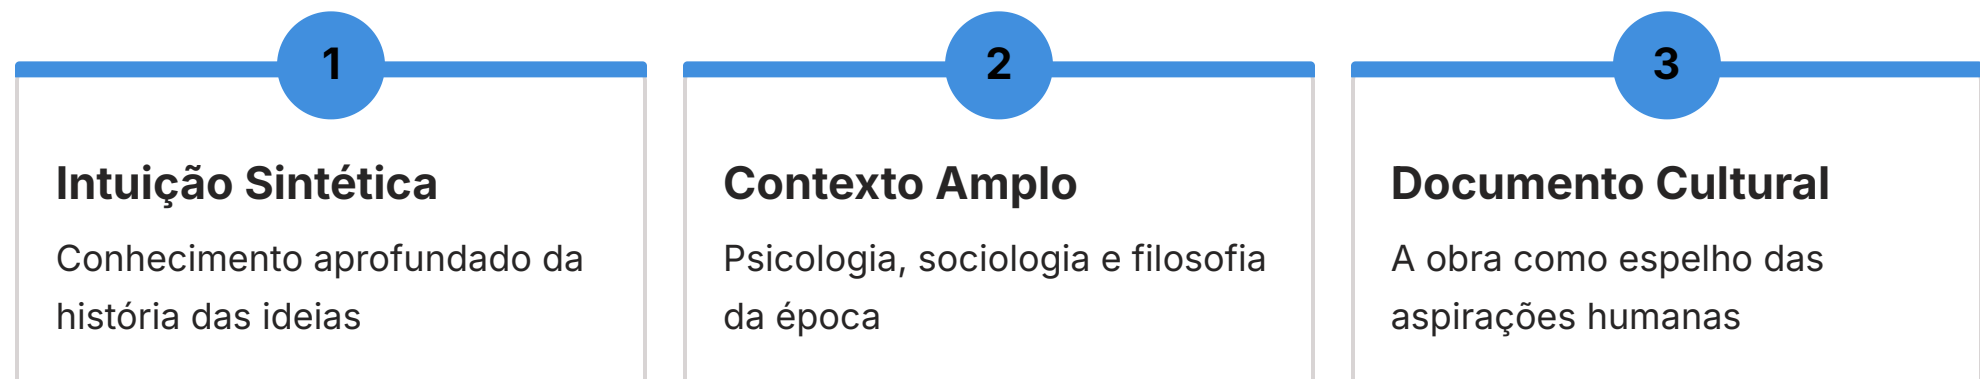 1
Intuição Sintética
Conhecimento aprofundado da
história das ideias
2
Contexto Amplo
Psicologia, sociologia e filosofia
da época
3
Documento Cultural
A obra como espelho das
aspirações humanas